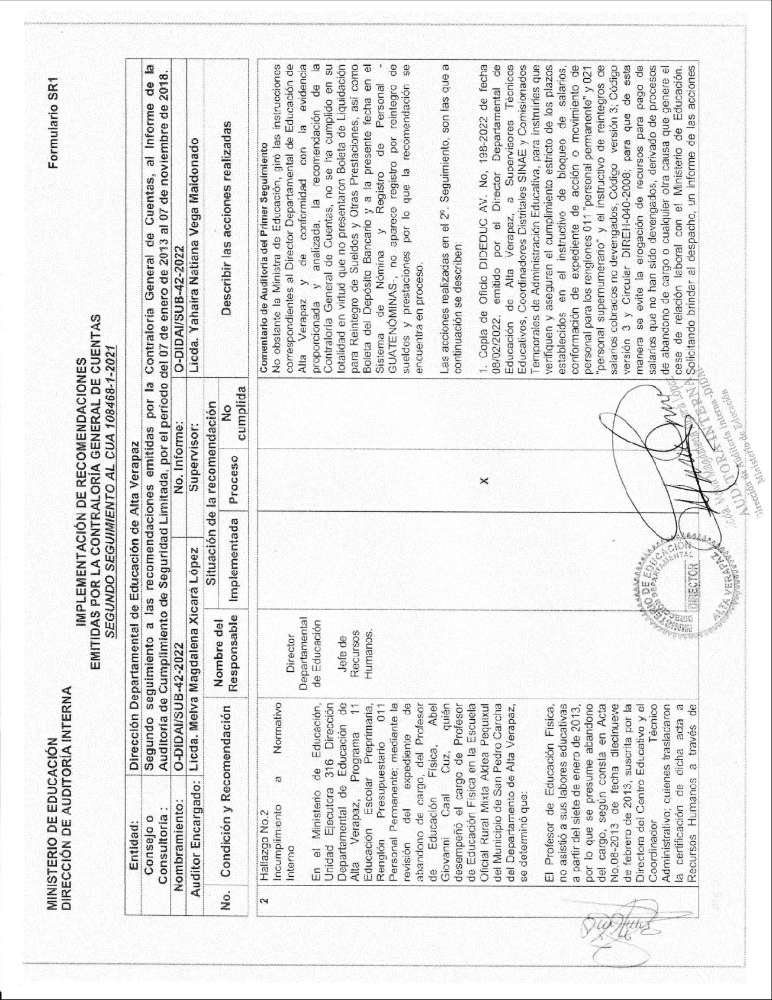 MINISTERIO DE EDUCACIÓN
DIRECCIÓN DE AUDITORÍA INTERNA
Formulario SR1
IMPLEMENTACIÓN DE RECOMENDACIONES
EMITIDAS POR LA CONTRALORÍA GENERAL DE CUENTAS
SEGUNDO SEGUIMIENTO AL CUA 108468-1-2021
Entidad: Dirección Departamental de Educación de Alta Verapaz
Consejo o Consultoría : Segundo seguimiento a las recomendaciones emitidas por la Contraloría General de Cuentas, al Informe de la
Auditoría de Cumplimiento de Seguridad Limitada, por el período del 07 de enero de 2013 al 07 de noviembre de 2018.
Nombramiento: O-DIDAI/SUB-42-2022 No. Informe: O-DIDAI/SUB-42-2022
Auditor Encargado: Licda. Melva Magdalena Xicará López Supervisor: Licda. Yahaira Natiana Vega Maldonado
No. Condición y Recomendación
Nombre del
Responsable
Situación de la recomendación
Implementada Proceso No
cumplida
Describir las acciones realizadas
2
Hallazgo No.2
Incumplimiento a Normativo
Interno
En el Ministerio de Educación,
Unidad Ejecutora 316 Dirección
Departamental de Educación de
Alta Verapaz, Programa 11
Educación Escolar Preprimaria,
Renglón Presupuestario 011
Personal Permanente; mediante la
revisión del expediente de
abandono de cargo, del Profesor
de Educación Física, Abel
Giovanni Caal Cuz, quién
desempeñó el cargo de Profesor
de Educación Física en la Escuela
Oficial Rural Mixta Aldea Pequixul
del Municipio de San Pedro Carcha
del Departamento de Alta Verapaz,
se determinó que:
El Profesor de Educación Física,
no asistió a sus labores educativas
a partir del siete de enero de 2013,
por lo que se presume abandono
del cargo, según consta en Acta
No.08-2013 de fecha diecinueve
de febrero de 2013, suscrita por la
Directora del Centro Educativo y el
Coordinador Técnico
Administrativo; quienes trasladaron
la certificación de dicha acta a
Recursos Humanos a través de
Director
Departamental
de Educación
Jefe de
Recursos
Humanos.
X
Comentario de Auditoría del Primer Seguimiento
No obstante la Ministra de Educación, giró las instrucciones
correspondientes al Director Departamental de Educación de
Alta Verapaz y de conformidad con la evidencia
proporcionada y analizada, la recomendación de la
Contraloría General de Cuentas, no se ha cumplido en su
totalidad en virtud que no presentaron Boleta de Liquidación
para Reintegro de Sueldos y Otras Prestaciones, así como
Boleta del Depósito Bancario y a la presente fecha en el
Sistema de Nómina y Registro de Personal -
GUATENÓMINAS-, no aparece registro por reintegro de
sueldos y prestaciones por lo que la recomendación se
encuentra en proceso.
Las acciones realizadas en el 2º. Seguimiento, son las que a
continuación se describen:
1. Copia de Oficio DIDEDUC AV. No, 198-2022 de fecha
08/02/2022, emitido por el Director Departamental de
Educación de Alta Verapaz, a Supervisores Técnicos
Educativos, Coordinadores Distritales SINAE y Comisionados
Temporales de Administración Educativa, para instruirles que
verifiquen y aseguren el cumplimiento estricto de los plazos
establecidos en el instructivo de bloqueo de salarios,
conformación de expediente de acción o movimiento de
personal para los renglones 011 "personal permanente" y 021
"personal supernumerario" y el instructivo de reintegros de
salarios cobrados no devengados, Código versión 3; Código
versión 3 y Circular DIREH-040-2008; para que de esta
manera se evite la erogación de recursos para pago de
salarios que no han sido devengados, derivado de procesos
de abandono de cargo o cualquier otra causa que genere el
cese de relación laboral con el Ministerio de Educación.
Solicitando brindar al despacho, un informe de las acciones
MINISTERIO DE EDUCACIÓN
DIRECCIÓN DEPARTAMENTAL
DIRECTOR
ALTA VERAPAZ
Licda. Melva Magdalena Xicará López
AUDITORA INTERNA
Dirección de Auditoría Interna -DIDAI-
Ministerio de Educación